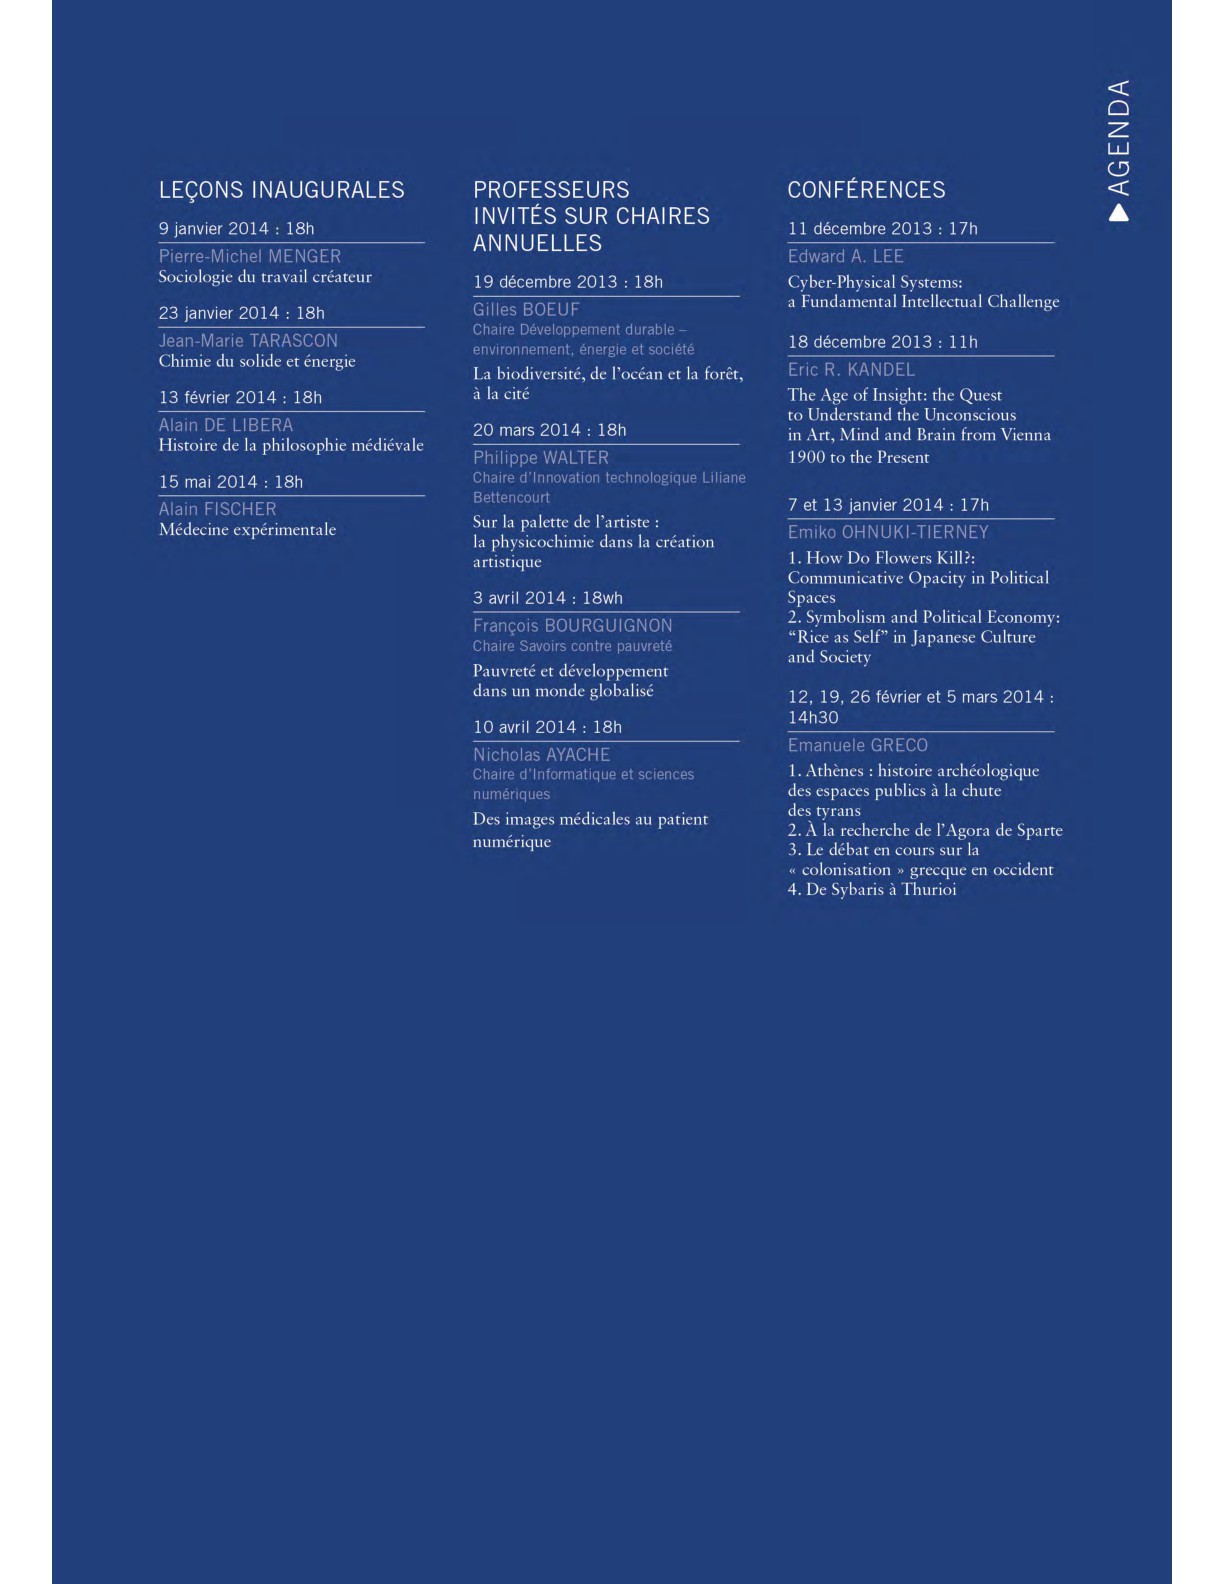 AGENDA
LEÇONS INAUGURALES
9 janvier 2014 : 18h
Pierre-Michel MENGER
Sociologie du travail créateur
23 janvier 2014 : 18h
Jean-Marie TARASCON
Chimie du solide et énergie
13 février 2014 : 18h
Alain DE LIBERA
Histoire de la philosophie médiévale
15 mai 2014 : 18h
Alain FISCHER
Médecine expérimentale
PROFESSEURS
INVITÉS SUR CHAIRES
ANNUELLES
19 décembre 2013 : 18h
Gilles BOEUF
Chaire Développement durable –
environnement, énergie et société
La biodiversité, de l’océan et la forêt,
à la cité
20 mars 2014 : 18h
Philippe WALTER
Chaire d’Innovation technologique Liliane
Bettencourt
Sur la palette de l’artiste :
la physicochimie dans la création
artistique
3 avril 2014 : 18wh
François BOURGUIGNON
Chaire Savoirs contre pauvreté
Pauvreté et développement
dans un monde globalisé
10 avril 2014 : 18h
Nicholas AYACHE
Chaire d’Informatique et sciences
numériques
Des images médicales au patient
numérique
CONFÉRENCES
11 décembre 2013 : 17h
Edward A. LEE
Cyber-Physical Systems:
a Fundamental Intellectual Challenge
18 décembre 2013 : 11h
Eric R. KANDEL
The Age of Insight: the Quest
to Understand the Unconscious
in Art, Mind and Brain from Vienna
1900 to the Present
7 et 13 janvier 2014 : 17h
Emiko OHNUKI-TIERNEY
1. How Do Flowers Kill?:
Communicative Opacity in Political
Spaces
2. Symbolism and Political Economy:
“Rice as Self” in Japanese Culture
and Society
12, 19, 26 février et 5 mars 2014 :
14h30
Emanuele GRECO
1. Athènes : histoire archéologique
des espaces publics à la chute
des tyrans
2. À la recherche de l’Agora de Sparte
3. Le débat en cours sur la
« colonisation » grecque en occident
4. De Sybaris à Thurioi